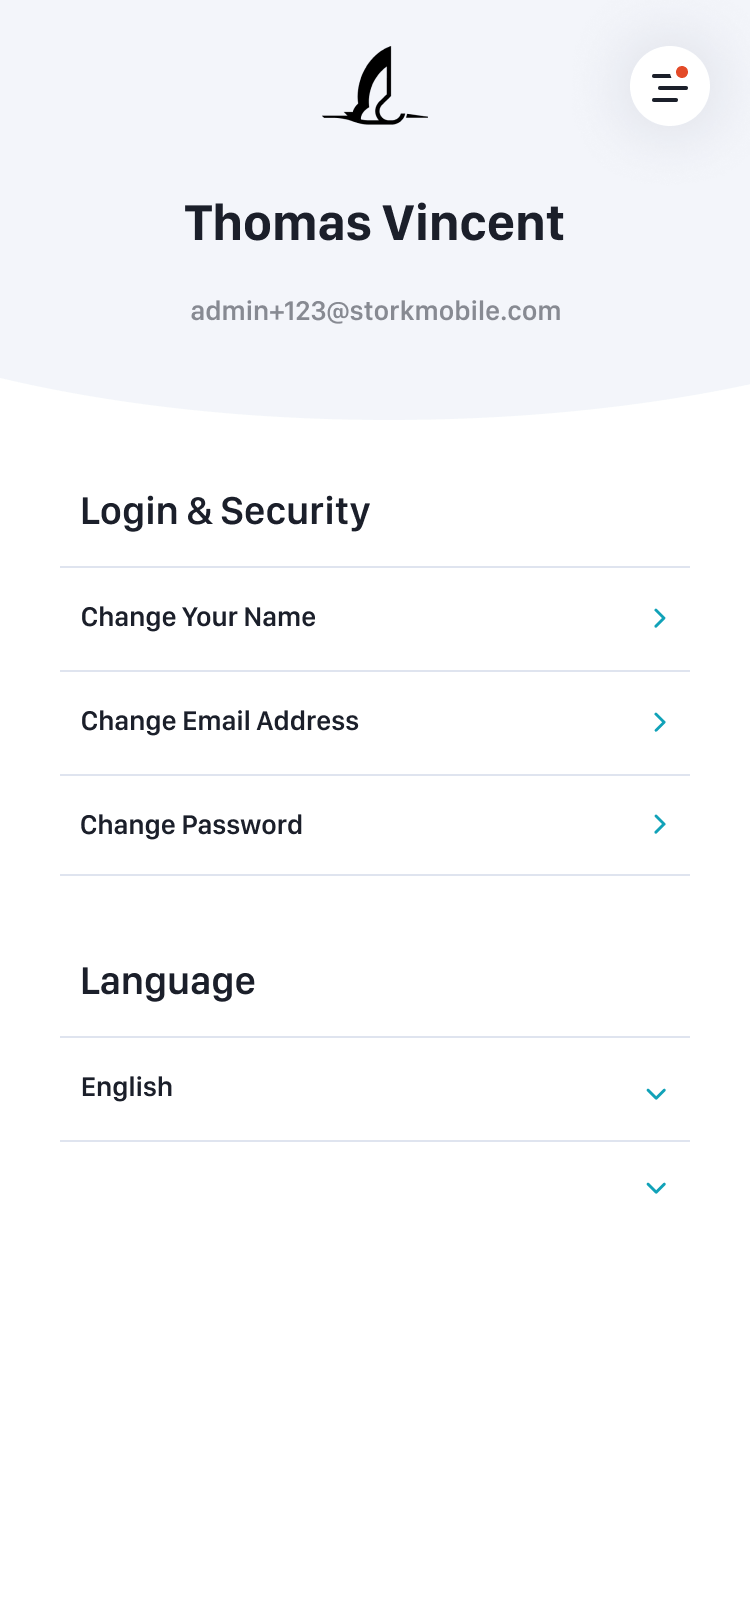 Thomas Vincent
admin+123@storkmobile.com
Login & Security
Change Your Name
Change Email Address
Change Password
Language
English